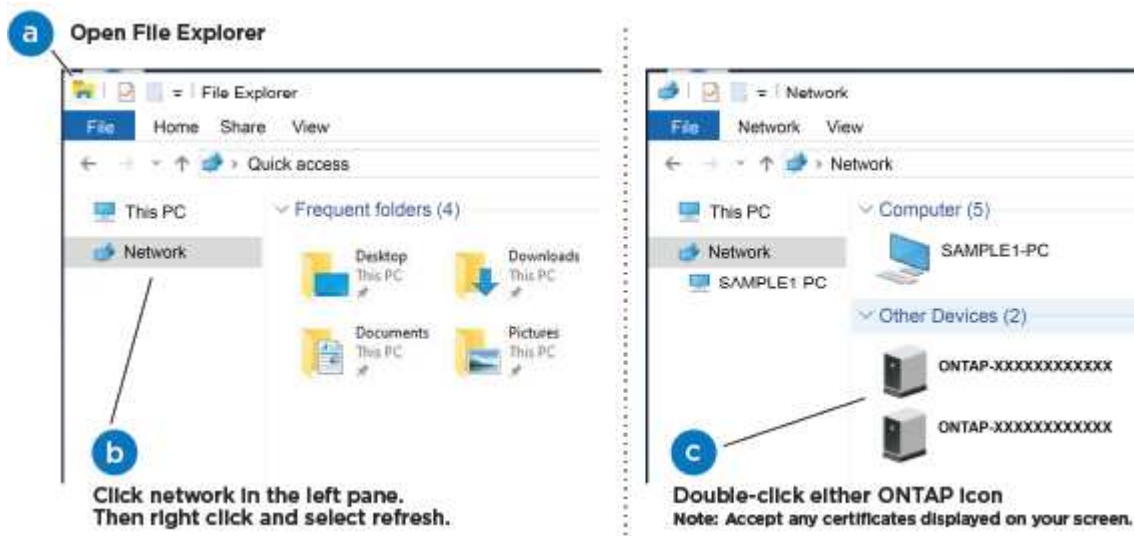 a
Open File Explorer
File Explorer
File Home Share View
Quick access
This PC
Network
Frequent folders (4)
Desktop
This PC
Downloads
This PC
Documents
This PC
Pictures
This PC
b
Click network in the left pane.
Then right click and select refresh.
Network
File Network View
Network
This PC
Network
SAMPLE1 PC
Computer (5)
SAMPLE1-PC
Other Devices (2)
ONTAP-XXXXXXXXXXXX
ONTAP-XXXXXXXXXXXX
c
Double-click either ONTAP icon
Note: Accept any certificates displayed on your screen.